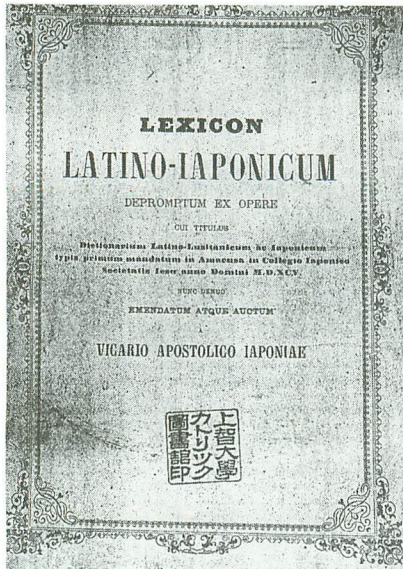 LEXICON
LATINO-IAPONICUM
DEPROMPTUM EX OPERE
CUI TITULUS
Dictionarium Latino-Lusitanicum ac Iaponicum
typis primum mandatum in Amacusa in Collegio Iaponico
Societatis Iesu anno Domini M.D.XCV.
NUNC DENUO
EMENDATUM ATQUE AUCTUM
A
VICARIO APOSTOLICO IAPONIAE
上智大學
カトリック
圖書館印